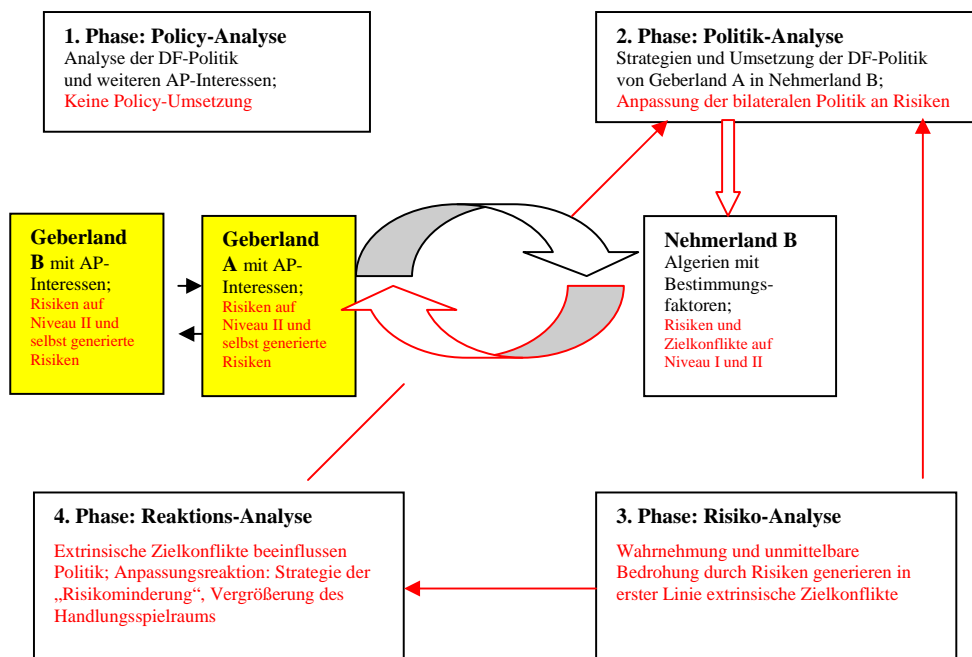 1. Phase: Policy-Analyse
Analyse der DF-Politik
und weiteren AP-Interessen;
Keine Policy-Umsetzung
2. Phase: Politik-Analyse
Strategien und Umsetzung der DF-Politik
von Geberland A in Nehmerland B;
Anpassung der bilateralen Politik an Risiken
Geberland
B mit AP-
Interessen;
Risiken auf
Niveau II und
selbst generierte
Risiken
Geberland
A mit AP-
Interessen;
Risiken auf
Niveau II und
selbst generierte
Risiken
Nehmerland B
Algerien mit
Bestimmungs-
faktoren;
Risiken und
Zielkonflikte auf
Niveau I und II
4. Phase: Reaktions-Analyse
Extrinsische Zielkonflikte beeinflussen
Politik; Anpassungsreaktion: Strategie der
„Risikominderung“, Vergrößerung des
Handlungsspielraums
3. Phase: Risiko-Analyse
Wahrnehmung und unmittelbare
Bedrohung durch Risiken generieren in
erster Linie extrinsische Zielkonflikte